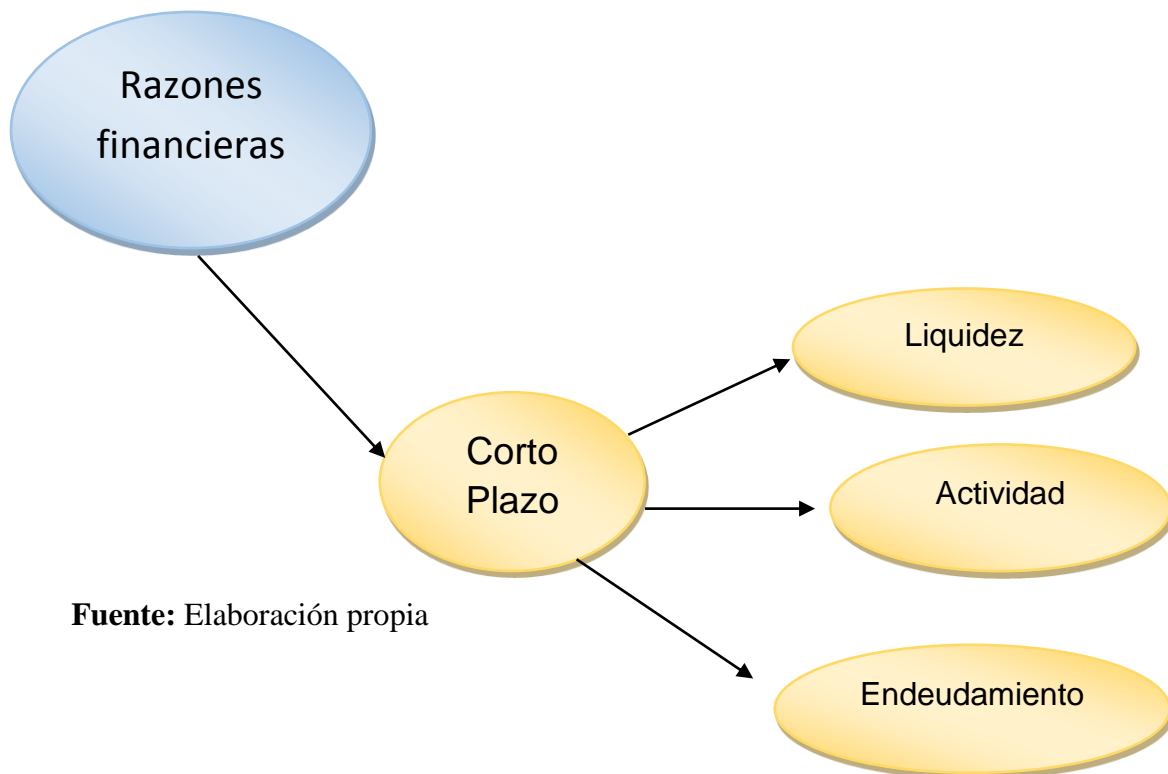 Razones
financieras
Liquidez
Corto
Plazo
Actividad
Fuente: Elaboración propia
Endeudamiento